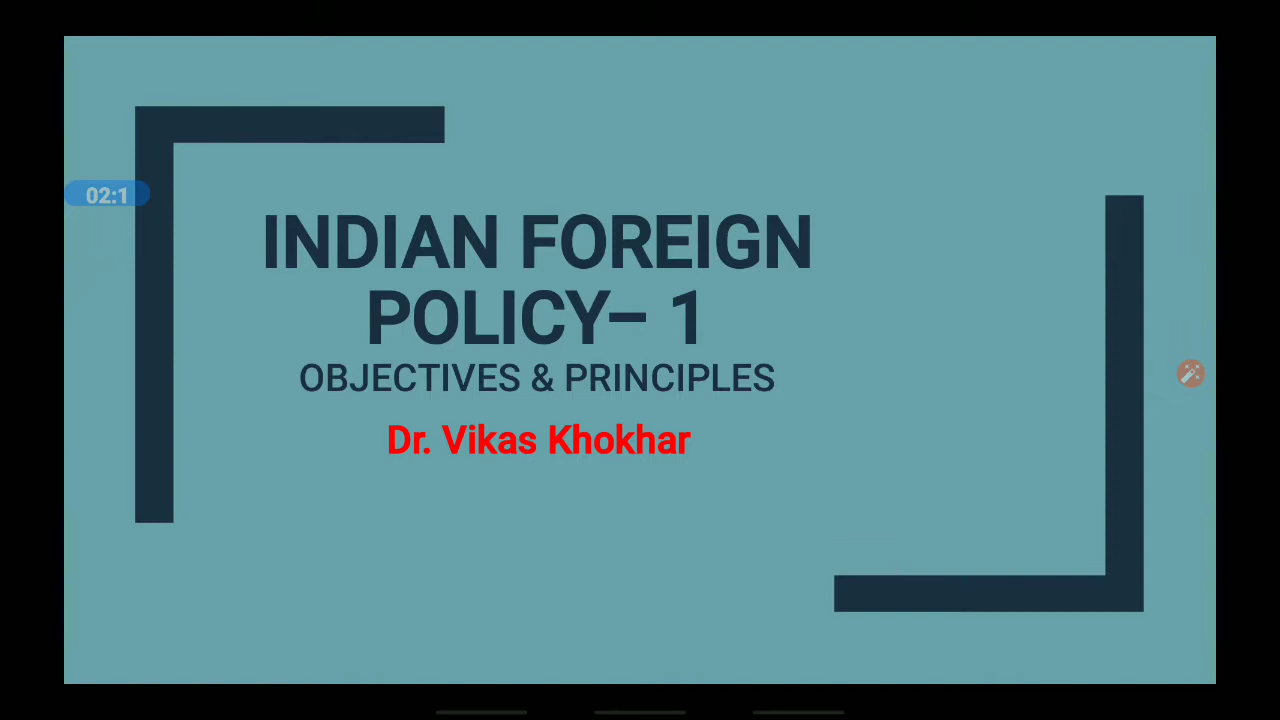 INDIAN FOREIGN
POLICY– 1
OBJECTIVES & PRINCIPLES
Dr. Vikas Khokhar
02:1